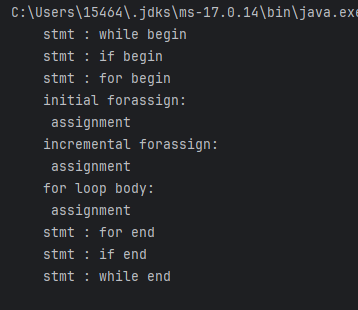 C:\Users\15464\.jdks\ms-17.0.14\bin\java.exe
stmt : while begin
stmt : if begin
stmt : for begin
initial forassign:
assignment
incremental forassign:
assignment
for loop body:
assignment
stmt : for end
stmt : if end
stmt : while end